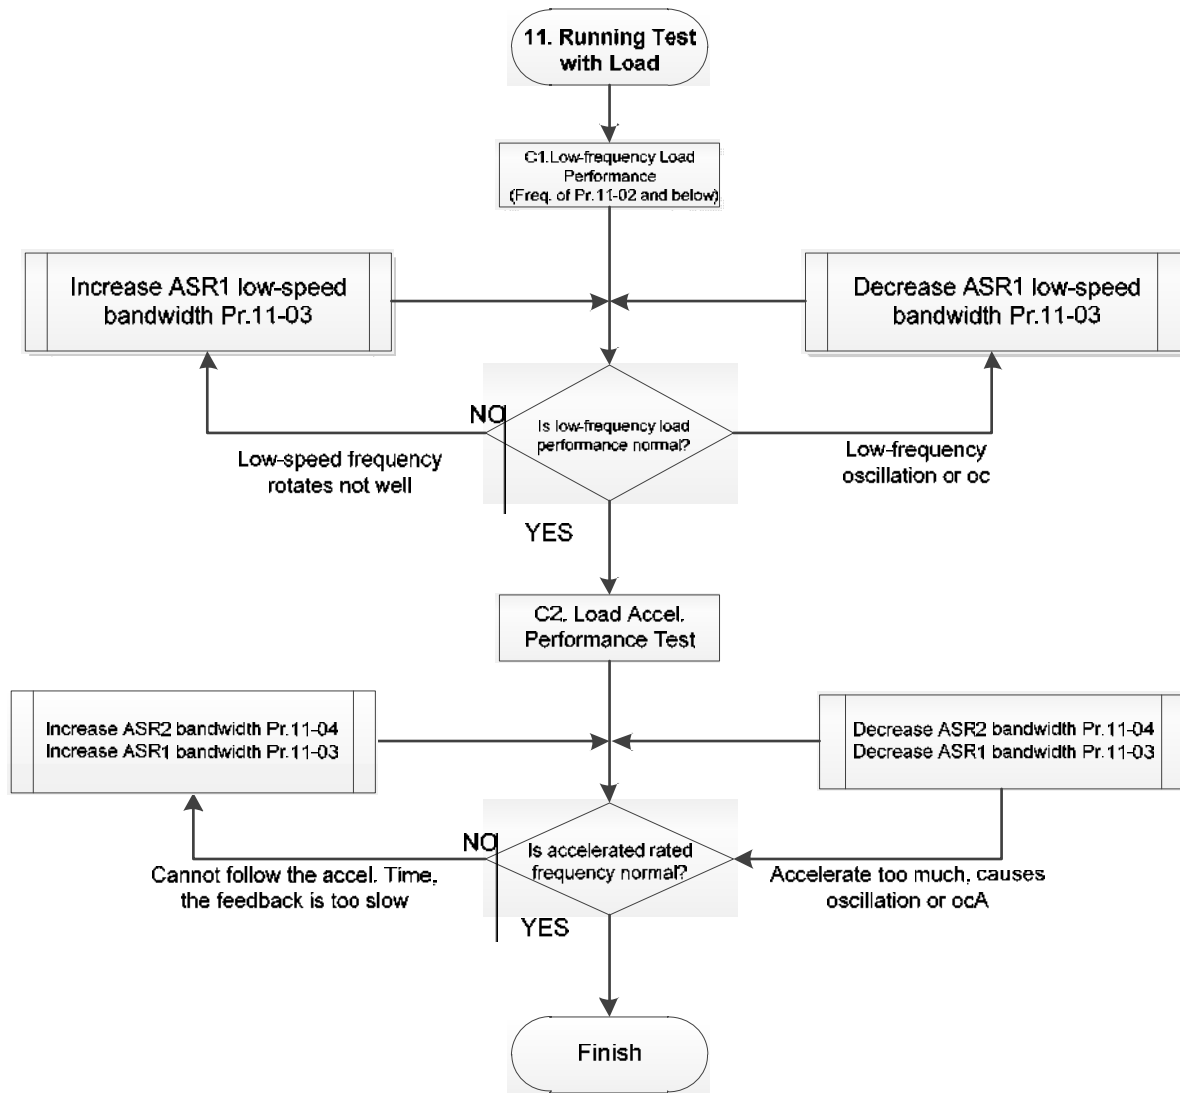 11. Running Test
with Load
C1.Low-frequency Load
Performance
(Freq. of Pr.11-02 and below)
Increase ASR1 low-speed
bandwidth Pr.11-03
Decrease ASR1 low-speed
bandwidth Pr.11-03
NO
Is low-frequency load
performance normal?
Low-speed frequency
rotates not well
Low-frequency
oscillation or oc
YES
C2. Load Accel.
Performance Test
Increase ASR2 bandwidth Pr.11-04
Increase ASR1 bandwidth Pr.11-03
Decrease ASR2 bandwidth Pr.11-04
Decrease ASR1 bandwidth Pr.11-03
NO
Is accelerated rated
frequency normal?
Cannot follow the accel. Time,
the feedback is too slow
Accelerate too much, causes
oscillation or ocA
YES
Finish